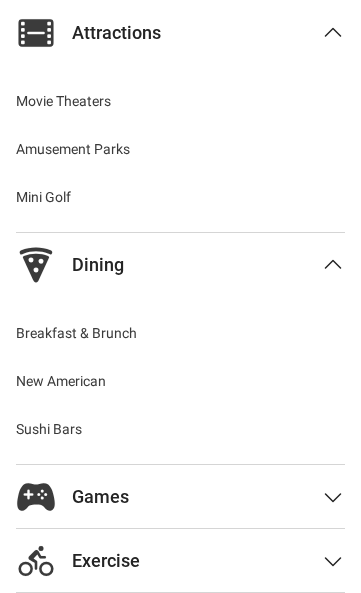 Attractions
Movie Theaters
Amusement Parks
Mini Golf
Dining
Breakfast & Brunch
New American
Sushi Bars
Games
Exercise